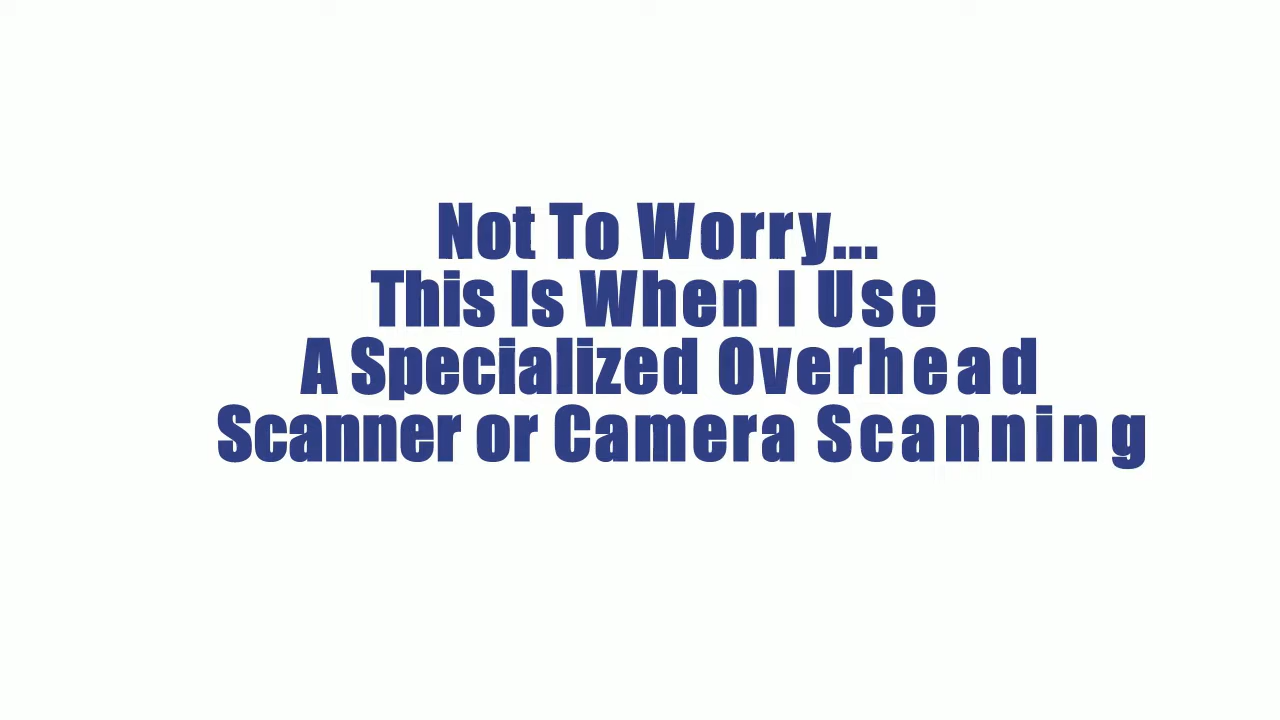 Not To Worry...
This Is When I Use
A Specialized Overhead
Scanner or Camera Scanning